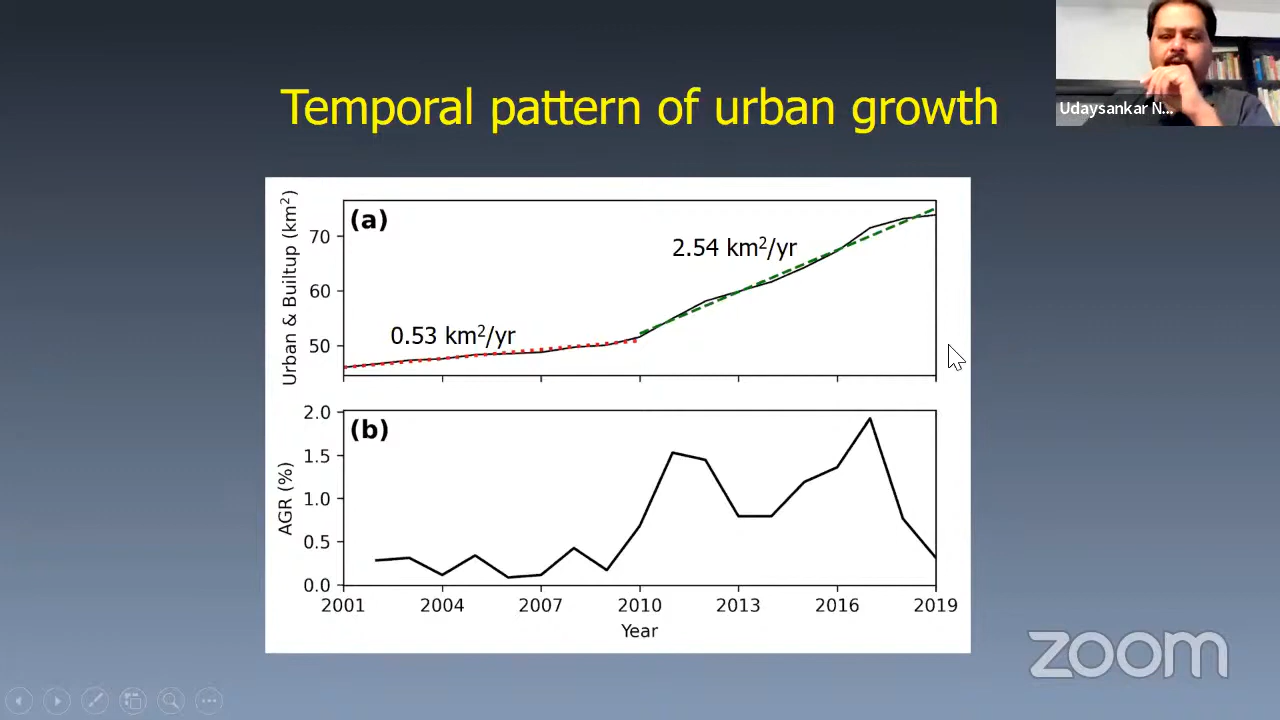 Temporal pattern of urban growth
Udaysankar N...
(a)
Urban & Builtup (km²)
70
60
50
2.54 km²/yr
0.53 km²/yr
(b)
AGR (%)
2.0
1.5
1.0
0.5
0.0
2001 2004 2007 2010 2013 2016 2019
Year
zoom